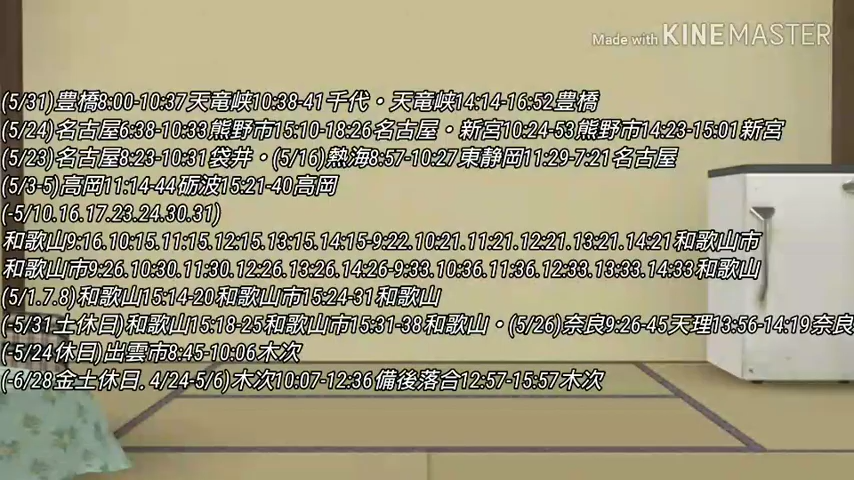 Made with KINEMASTER
(5/31)豊橋8:00-10:37天竜峡10:38-41千代・天竜峡14:14-16:52豊橋
(5/24)名古屋6:38-10:33熊野市15:10-18:26名古屋・新宮10:24-53熊野市14:23-15:01新宮
(5/23)名古屋8:23-10:31袋井・(5/16)熱海8:57-10:27東静岡11:29-7:21名古屋
(5/3-5)高岡11:14-44砺波15:21-40高岡
(-5/10.16.17.23.24.30.31)
和歌山9:16.10:15.11:15.12:15.13:15.14:15-9:22.10:21.11:21.12:21.13:21.14:21和歌山市
和歌山市9:26.10:30.11:30.12:26.13:26.14:26-9:33.10:36.11:36.12:33.13:33.14:33和歌山
(5/1.7.8)和歌山15:14-20和歌山市15:24-31和歌山
(-5/31土休日)和歌山15:18-25和歌山市15:31-38和歌山・(5/26)奈良9:26-45天理13:56-14:19奈良
(-5/24休日)出雲市8:45-10:06木次
(-6/28金土休日.4/24-5/6)木次10:07-12:36備後落合12:57-15:57木次